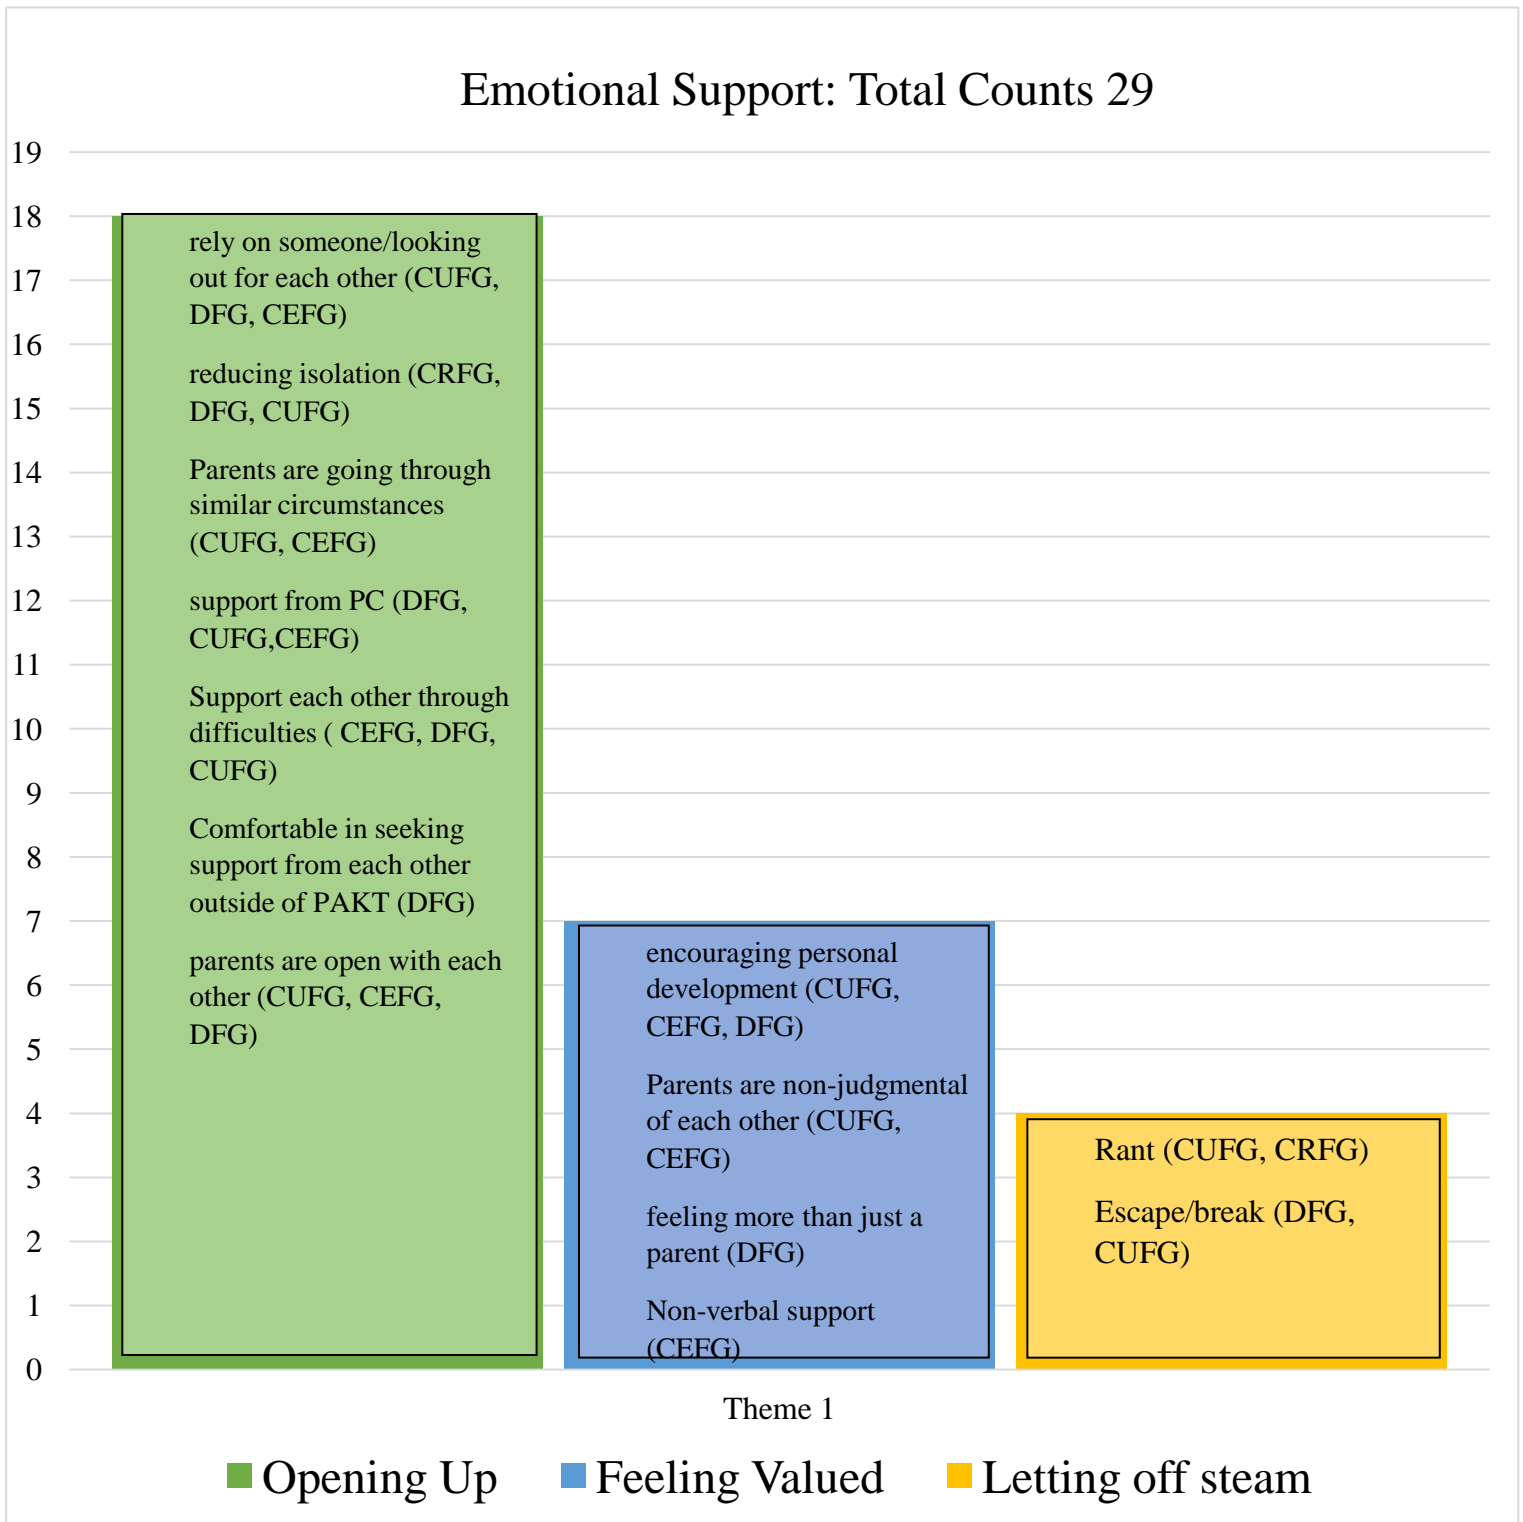 Emotional Support: Total Counts 29
19
18
17
16
15
14
13
12
11
10
9
8
7
6
5
4
3
2
1
0
rely on someone/looking
out for each other (CUFG,
DFG, CEFG)
reducing isolation (CRFG,
DFG, CUFG)
Parents are going through
similar circumstances
(CUFG, CEFG)
support from PC (DFG,
CUFG,CEFG)
Support each other through
difficulties ( CEFG, DFG,
CUFG)
Comfortable in seeking
support from each other
outside of PAKT (DFG)
parents are open with each
other (CUFG, CEFG,
DFG)
encouraging personal
development (CUFG,
CEFG, DFG)
Parents are non-judgmental
of each other (CUFG,
CEFG)
feeling more than just a
parent (DFG)
Non-verbal support
(CEFG)
Rant (CUFG, CRFG)
Escape/break (DFG,
CUFG)
Theme 1
Opening Up
Feeling Valued
Letting off steam